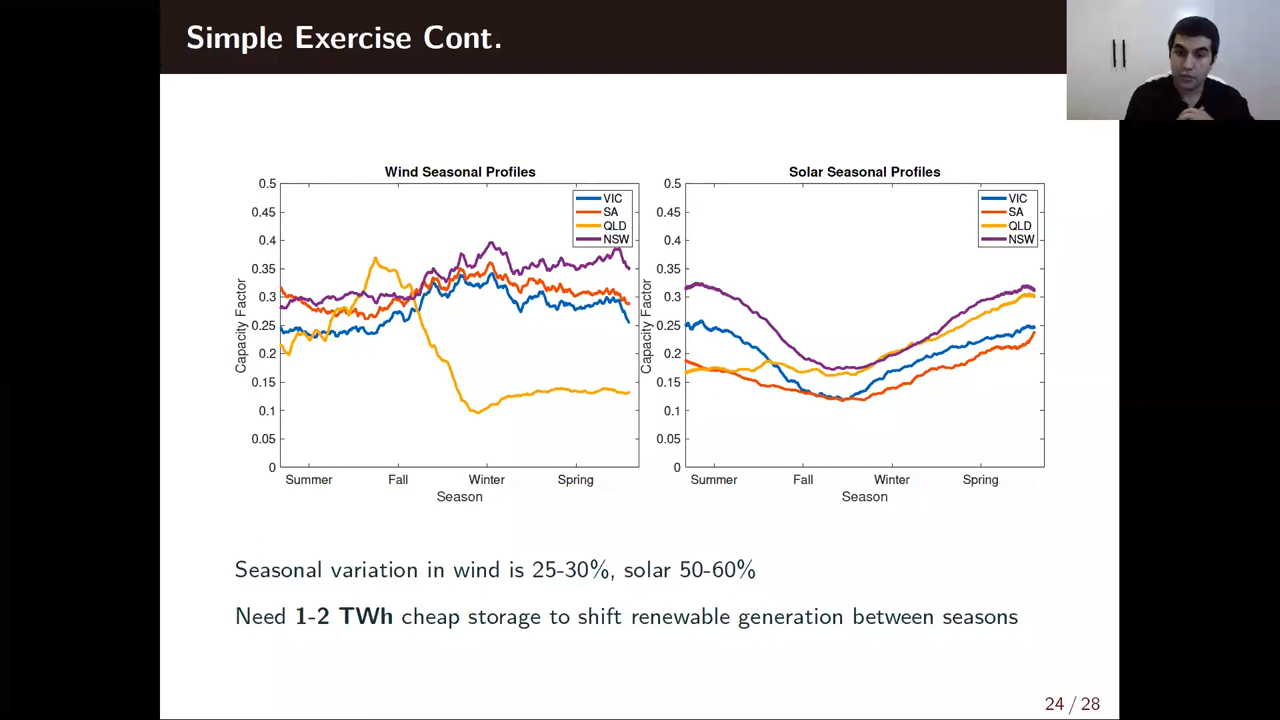 Simple Exercise Cont.
Wind Seasonal Profiles
0.5
0.45
0.4
0.35
0.3
0.25
0.2
0.15
0.1
0.05
0
Capacity Factor
VIC
SA
QLD
NSW
Summer Fall Winter Spring
Season
Solar Seasonal Profiles
0.5
0.45
0.4
0.35
0.3
0.25
0.2
0.15
0.1
0.05
0
Capacity Factor
VIC
SA
QLD
NSW
Summer Fall Winter Spring
Season
Seasonal variation in wind is 25-30%, solar 50-60%
Need 1-2 TWh cheap storage to shift renewable generation between seasons
24 / 28